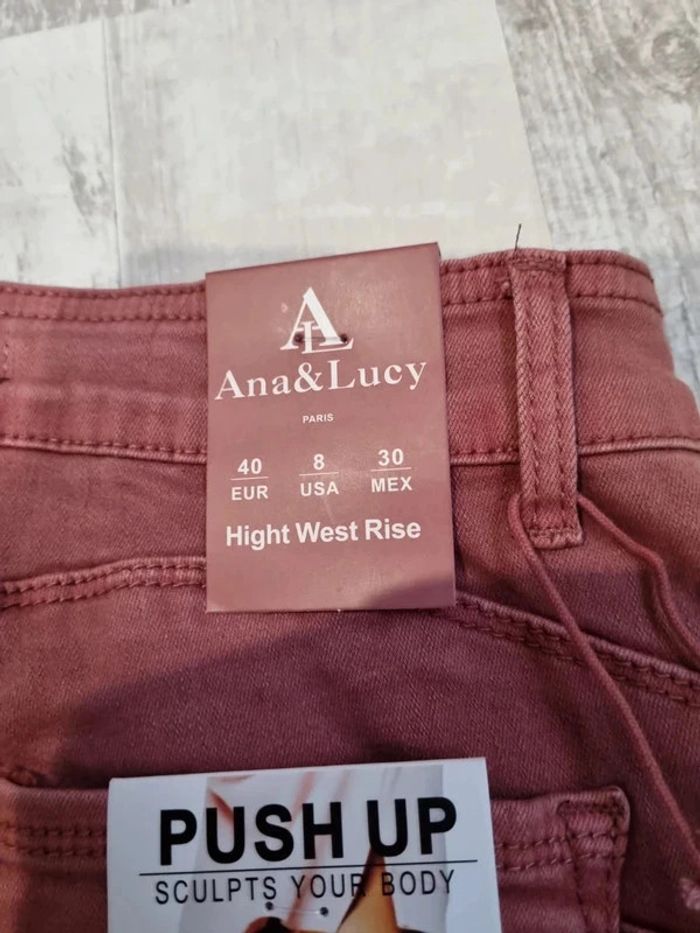 AL
Ana&Lucy
PARIS
40 8 30
EUR USA MEX
Hight West Rise
PUSH UP
SCULPTS YOUR BODY